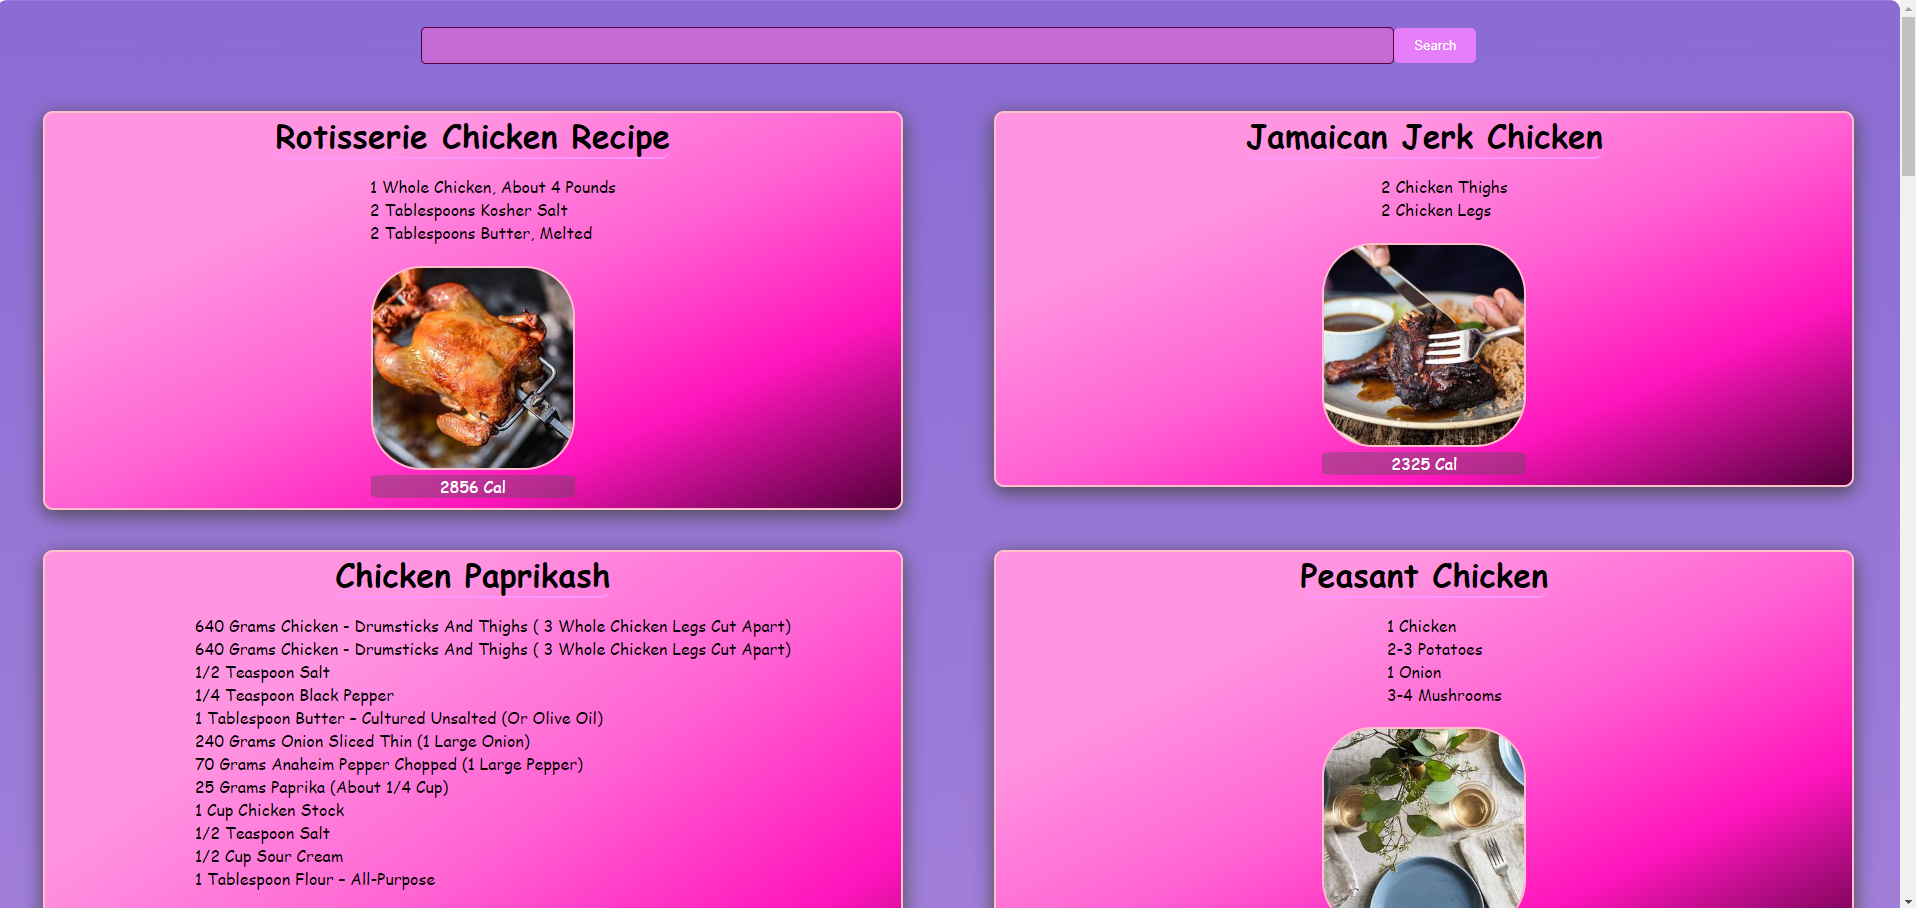 Search
Rotisserie Chicken Recipe
1 Whole Chicken, About 4 Pounds
2 Tablespoons Kosher Salt
2 Tablespoons Butter, Melted
2856 Cal
Jamaican Jerk Chicken
2 Chicken Thighs
2 Chicken Legs
2325 Cal
Chicken Paprikash
640 Grams Chicken - Drumsticks And Thighs ( 3 Whole Chicken Legs Cut Apart)
640 Grams Chicken - Drumsticks And Thighs ( 3 Whole Chicken Legs Cut Apart)
1/2 Teaspoon Salt
1/4 Teaspoon Black Pepper
1 Tablespoon Butter – Cultured Unsalted (Or Olive Oil)
240 Grams Onion Sliced Thin (1 Large Onion)
70 Grams Anaheim Pepper Chopped (1 Large Pepper)
25 Grams Paprika (About 1/4 Cup)
1 Cup Chicken Stock
1/2 Teaspoon Salt
1/2 Cup Sour Cream
1 Tablespoon Flour – All-Purpose
Peasant Chicken
1 Chicken
2-3 Potatoes
1 Onion
3-4 Mushrooms